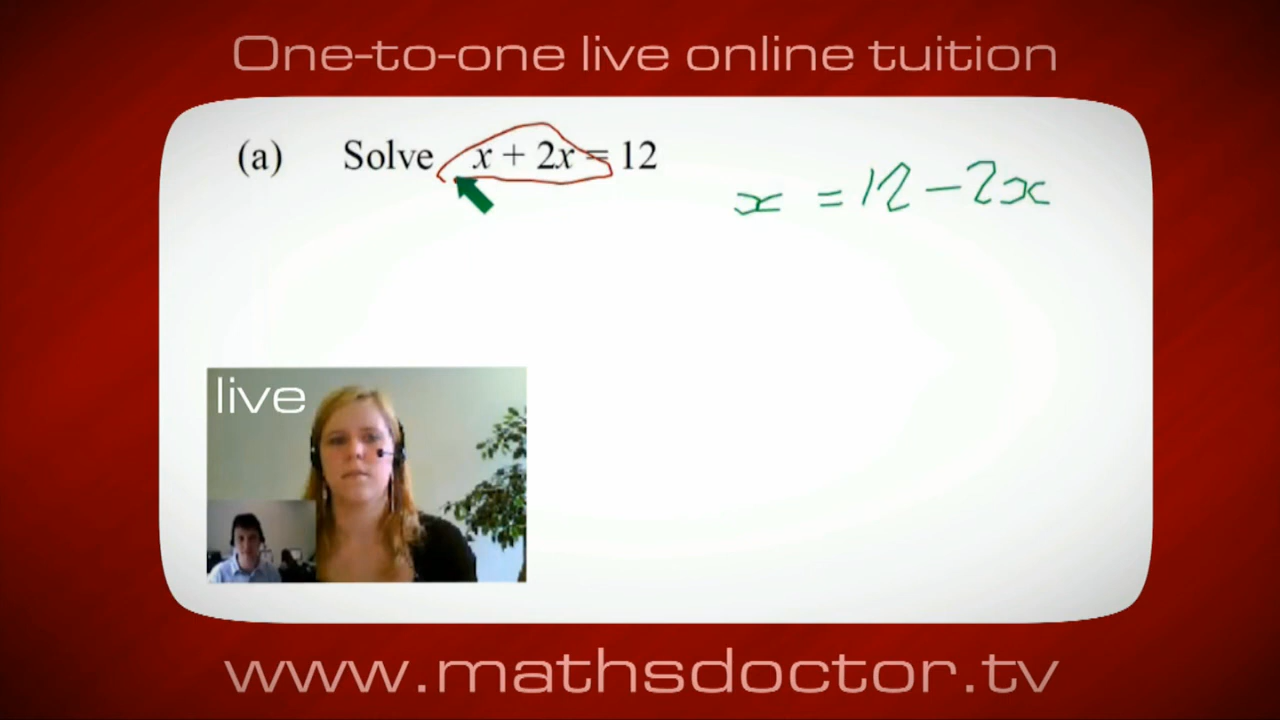 One-to-one live online tuition
(a) Solve x + 2x = 12
x = 12 - 2x
live
www.mathsdoctor.tv